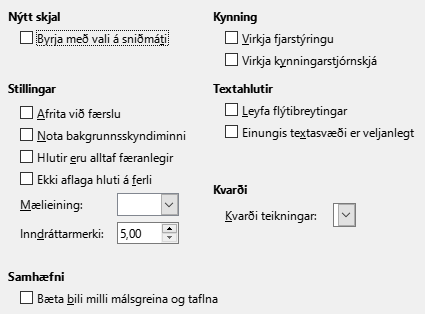 Nýtt skjal
Byrja með vali á sniðmáti
Stillingar
Afrita við færslu
Nota bakgrunnsskyndiminni
Hlutir eru alltaf færanlegir
Ekki aflaga hluti á ferli
Mælieining:
Inndráttarmerki: 5,00
Samhæfni
Bæta bili milli málsgreina og taflna
Kynning
Virkja fjarstýringu
Virkja kynningarstjórnskjá
Textahlutir
Leyfa flýtibreytingar
Einungis textasvæði er veljanlegt
Kvarði
Kvarði teikningar: